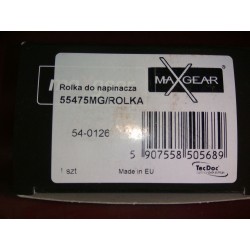 Rolka do napinacza
55475MG/ROLKA
MAXGEAR
54-0126
5 907558 505689
1 szt
Made in EU
TecDoc